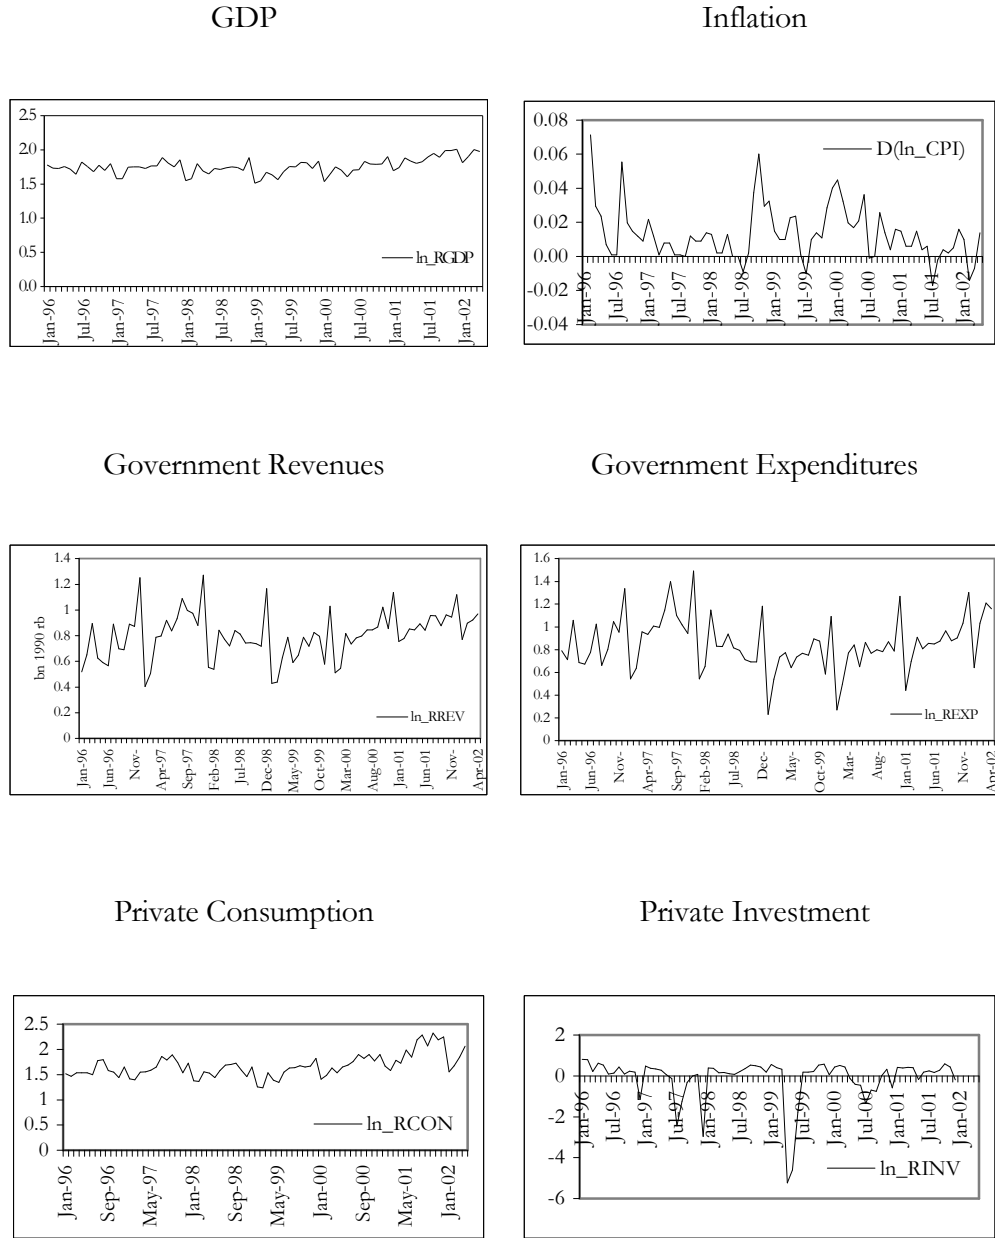 GDP
Inflation
2.5
2.0
1.5
1.0
0.5
0.0
ln_RGDP
Jan-96
Jul-96
Jan-97
Jul-97
Jan-98
Jul-98
Jan-99
Jul-99
Jan-00
Jul-00
Jan-01
Jul-01
Jan-02
0.08
0.06
0.04
0.02
0.00
-0.02
-0.04
D(ln_CPI)
Jan-96
Jul-96
Jan-97
Jul-97
Jan-98
Jul-98
Jan-99
Jul-99
Jan-00
Jul-00
Jan-01
Jul-01
Jan-02
Government Revenues
Government Expenditures
bn 1990 rb
1.4
1.2
1
0.8
0.6
0.4
0.2
0
ln_RREV
Jan-96
Jun-96
Nov-
Apr-97
Sep-97
Feb-98
Jul-98
Dec-98
May-99
Oct-99
Mar-00
Aug-00
Jan-01
Jun-01
Nov-
Apr-02
1.6
1.4
1.2
1
0.8
0.6
0.4
0.2
0
ln_REXP
Jan-96
Jun-96
Nov-
Apr-97
Sep-97
Feb-98
Jul-98
Dec-
May-
Oct-99
Mar-
Aug-
Jan-01
Jun-01
Nov-
Apr-02
Private Consumption
Private Investment
2.5
2
1.5
1
0.5
0
ln_RCON
Jan-96
Sep-96
May-97
Jan-98
Sep-98
May-99
Jan-00
Sep-00
May-01
Jan-02
2
0
-2
-4
-6
ln_RINV
Jan-96
Jul-96
Jan-97
Jul-97
Jan-98
Jul-98
Jan-99
Jul-99
Jan-00
Jul-00
Jan-01
Jul-01
Jan-02